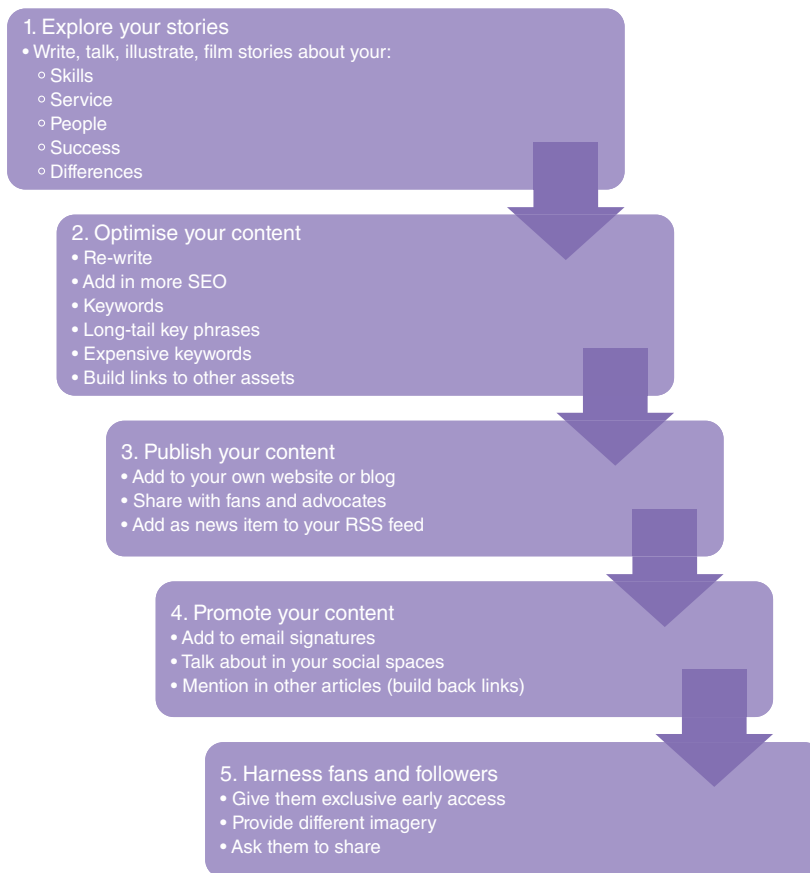 1. Explore your stories
• Write, talk, illustrate, film stories about your:
○ Skills
○ Service
○ People
○ Success
○ Differences
2. Optimise your content
• Re-write
• Add in more SEO
• Keywords
• Long-tail key phrases
• Expensive keywords
• Build links to other assets
3. Publish your content
• Add to your own website or blog
• Share with fans and advocates
• Add as news item to your RSS feed
4. Promote your content
• Add to email signatures
• Talk about in your social spaces
• Mention in other articles (build back links)
5. Harness fans and followers
• Give them exclusive early access
• Provide different imagery
• Ask them to share